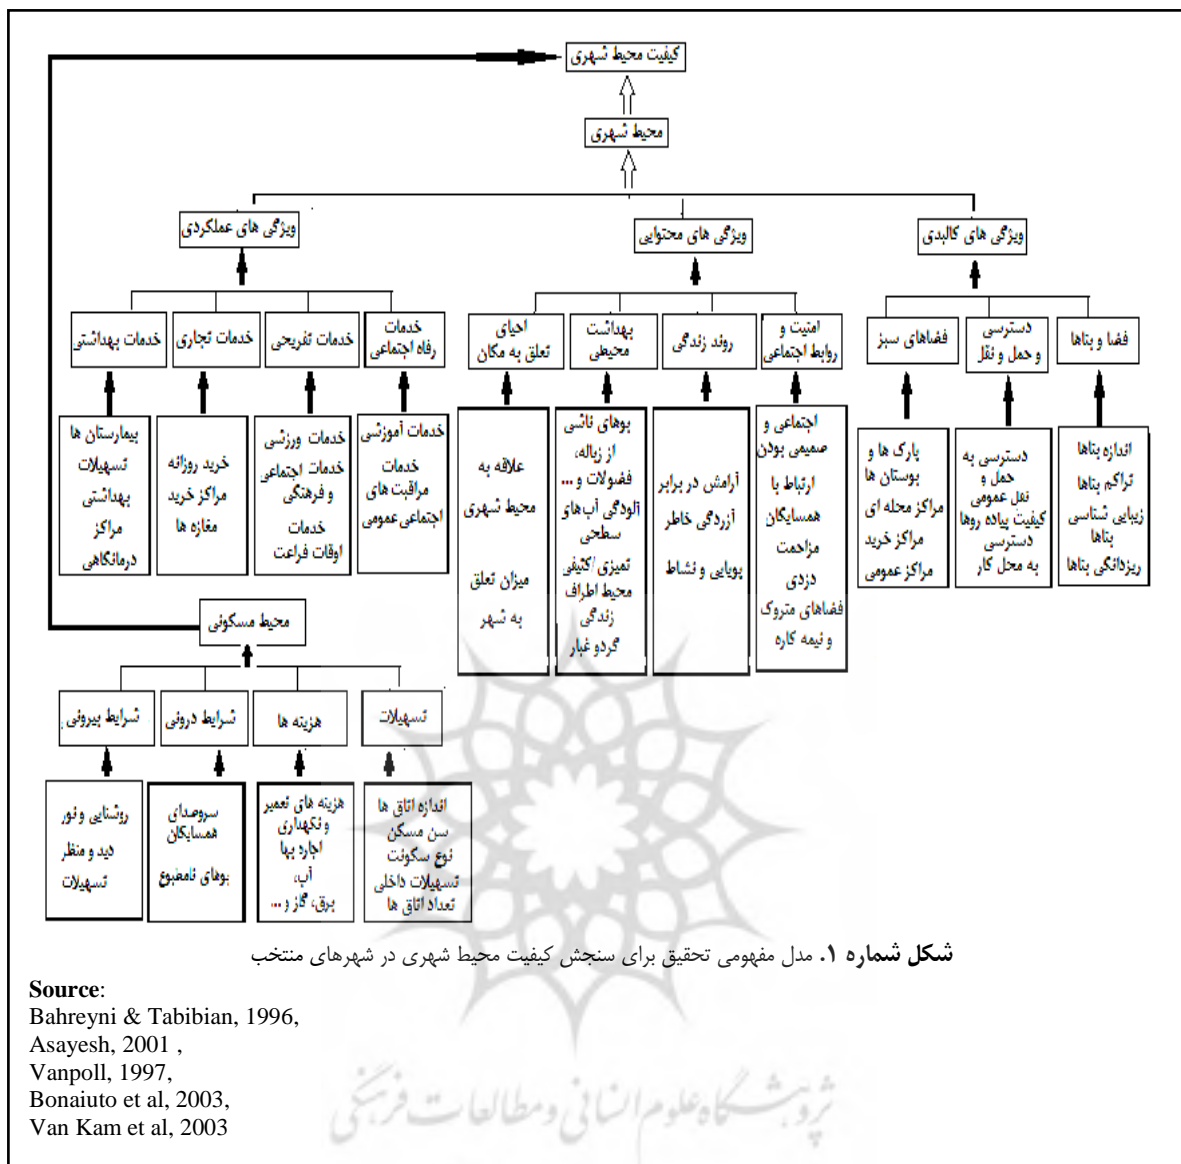 کیفیت محیط شهری
محیط شهری
ویژگی های کالبدی
ویژگی های محتوایی
ویژگی های عملکردی
فضا و بناها
دسترسی
و حمل و نقل
فضاهای سبز
امنیت و
روابط اجتماعی
روند زندگی
بهداشت
محیطی
احیای
تعلق به مکان
خدمات
رفاه اجتماعی
خدمات تفریحی
خدمات تجاری
خدمات بهداشتی
اندازه بناها
تراکم بناها
زیبایی شناسی
بناها
ریزدانگی بناها
دسترسی به
حمل و
نقل عمومی
کیفیت پیاده روها
دسترسی
به محل کار
پارک ها و
بوستان ها
مراکز محله ای
مراکز خرید
مراکز عمومی
اجتماعی و
صمیمی بودن
ارتباط با
همسایگان
مزاحمت
دزدی
فضاهای متروک
و نیمه کاره
آرامش در برابر
آزردگی خاطر
پویایی و نشاط
بوهای ناشی
از زباله،
فضولات و ...
آلودگی آب‌های
سطحی
تمیزی/کثیفی
محیط اطراف
زندگی
گردو غبار
علاقه به
محیط شهری
میزان تعلق
به شهر
خدمات آموزشی
خدمات
مراقبت های
اجتماعی عمومی
خدمات ورزشی
خدمات اجتماعی
و فرهنگی
خدمات
اوقات فراغت
خرید روزانه
مراکز خرید
مغازه ها
بیمارستان ها
تسهیلات
بهداشتی
مراکز
درمانگاهی
محیط مسکونی
تسهیلات
هزینه ها
شرایط درونی
شرایط بیرونی
اندازه اتاق ها
سن مسکن
نوع سکونت
تسهیلات داخلی
تعداد اتاق ها
هزینه های تعمیر
و نگهداری
اجاره بها
آب،
برق، گاز و ...
سروصدای
همسایگان
بوهای نامطبوع
روشنایی و نور
دید و منظر
تسهیلات
شکل شماره ۱. مدل مفهومی تحقیق برای سنجش کیفیت محیط شهری در شهرهای منتخب
Source:
Bahreyni & Tabibian, 1996,
Asayesh, 2001 ,
Vanpoll, 1997,
Bonaiuto et al, 2003,
Van Kam et al, 2003
پژوهشگاه علوم انسانی و مطالعات فرهنگی